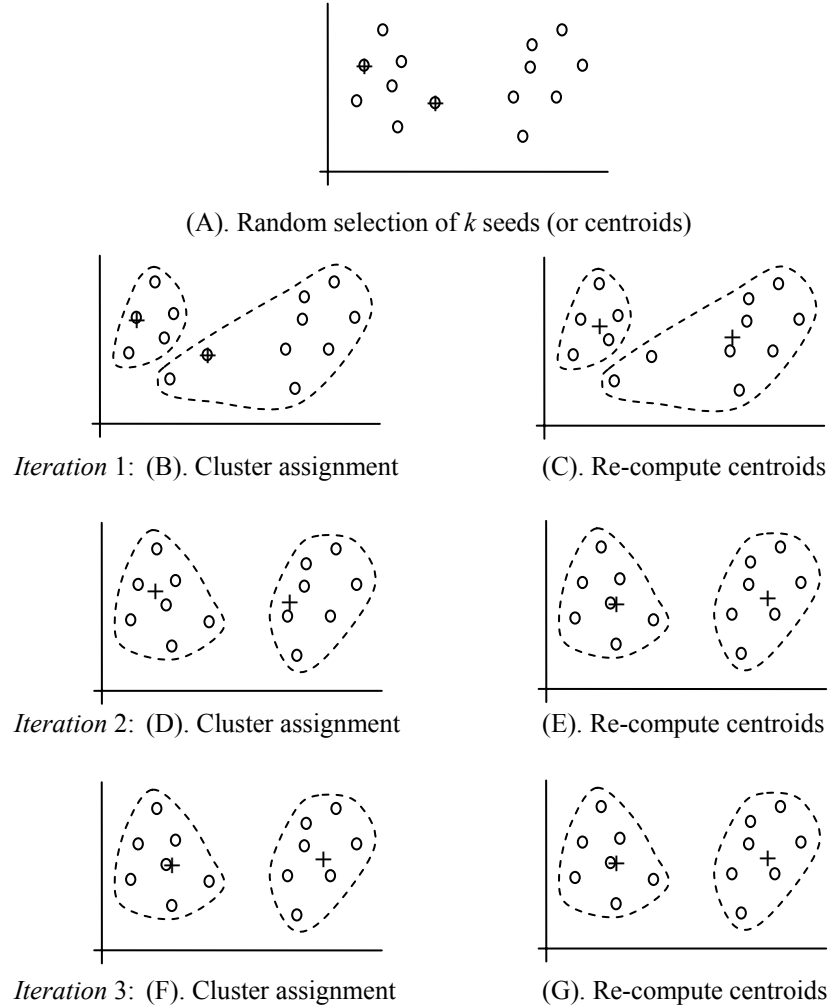 (A). Random selection of k seeds (or centroids)
Iteration 1: (B). Cluster assignment
(C). Re-compute centroids
Iteration 2: (D). Cluster assignment
(E). Re-compute centroids
Iteration 3: (F). Cluster assignment
(G). Re-compute centroids